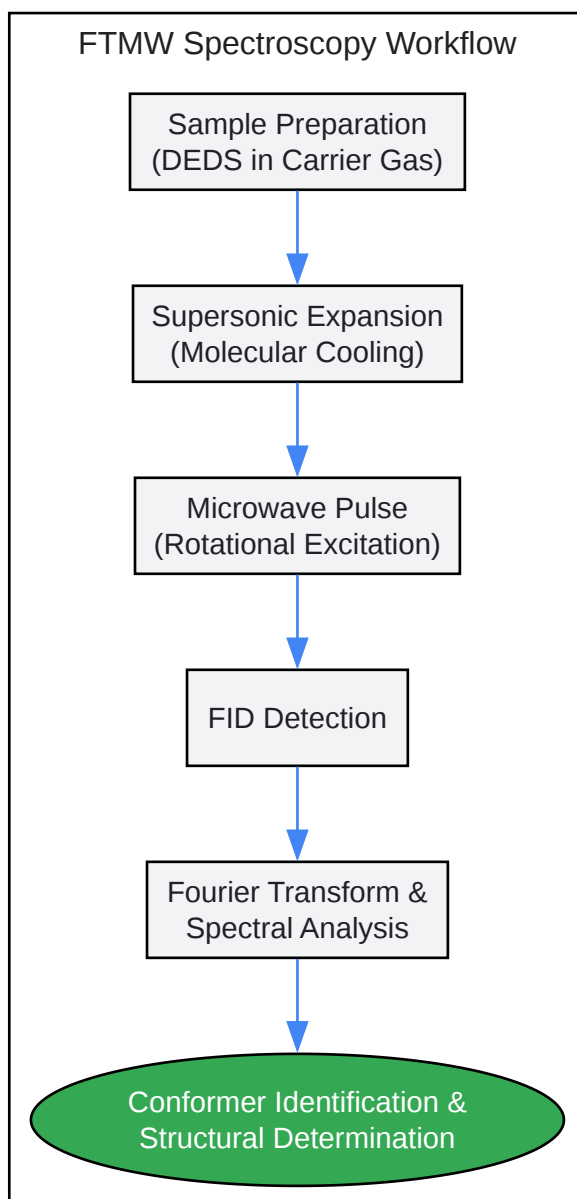 FTMW Spectroscopy Workflow
Sample Preparation
(DEDS in Carrier Gas)
Supersonic Expansion
(Molecular Cooling)
Microwave Pulse
(Rotational Excitation)
FID Detection
Fourier Transform &
Spectral Analysis
Conformer Identification &
Structural Determination